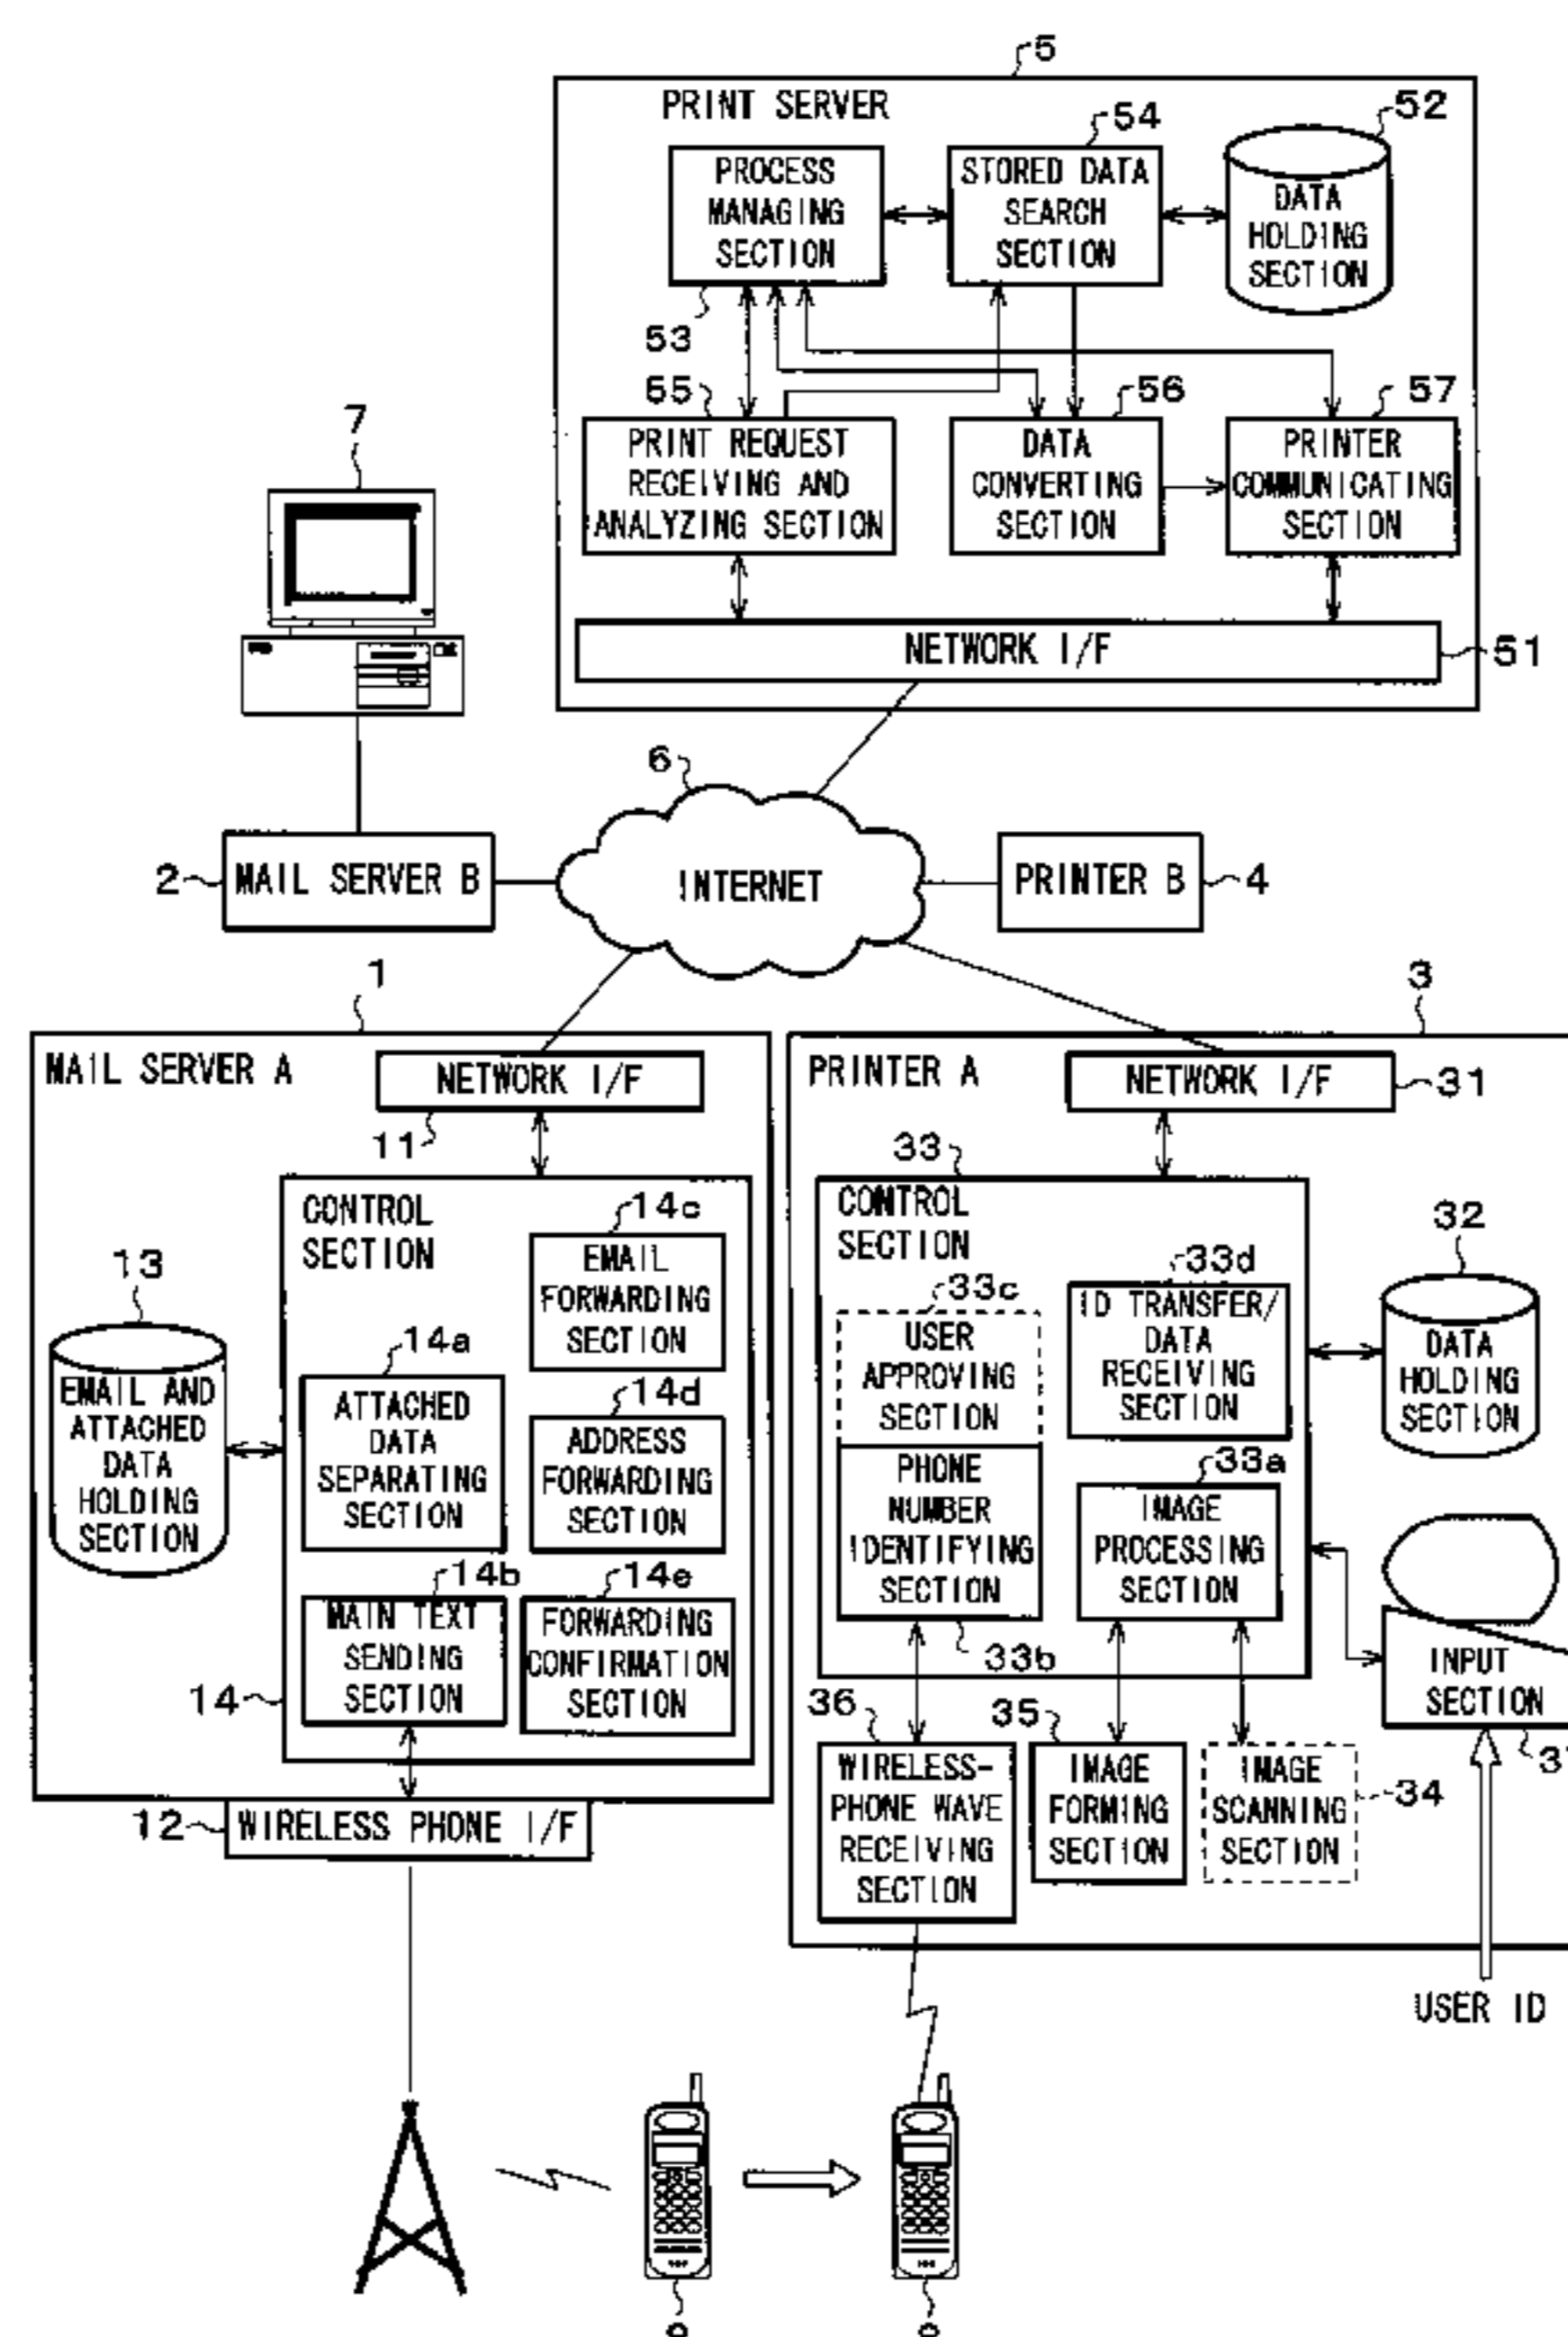 5
PRINT SERVER
54
52
PROCESS
MANAGING
SECTION
STORED DATA
SEARCH
SECTION
DATA
HOLDING
SECTION
53
55
56
57
PRINT REQUEST
RECEIVING AND
ANALYZING SECTION
DATA
CONVERTING
SECTION
PRINTER
COMMUNICATING
SECTION
7
NETWORK I/F
51
6
2
MAIL SERVER B
INTERNET
PRINTER B
4
1
3
MAIL SERVER A
NETWORK I/F
11
PRINTER A
NETWORK I/F
31
33
CONTROL
SECTION
14c
EMAIL
FORWARDING
SECTION
13
EMAIL AND
ATTACHED
DATA
HOLDING
SECTION
14a
ATTACHED
DATA
SEPARATING
SECTION
14d
ADDRESS
FORWARDING
SECTION
14b
MAIN TEXT
SENDING
SECTION
14e
FORWARDING
CONFIRMATION
SECTION
14
12
WIRELESS PHONE I/F
CONTROL
SECTION
33c
USER
APPROVING
SECTION
33d
ID TRANSFER/
DATA
RECEIVING
SECTION
32
DATA
HOLDING
SECTION
PHONE
NUMBER
IDENTIFYING
SECTION
33b
33a
IMAGE
PROCESSING
SECTION
INPUT
SECTION
36
WIRELESS-
PHONE WAVE
RECEIVING
SECTION
35
IMAGE
FORMING
SECTION
IMAGE
SCANNING
SECTION
34
USER ID